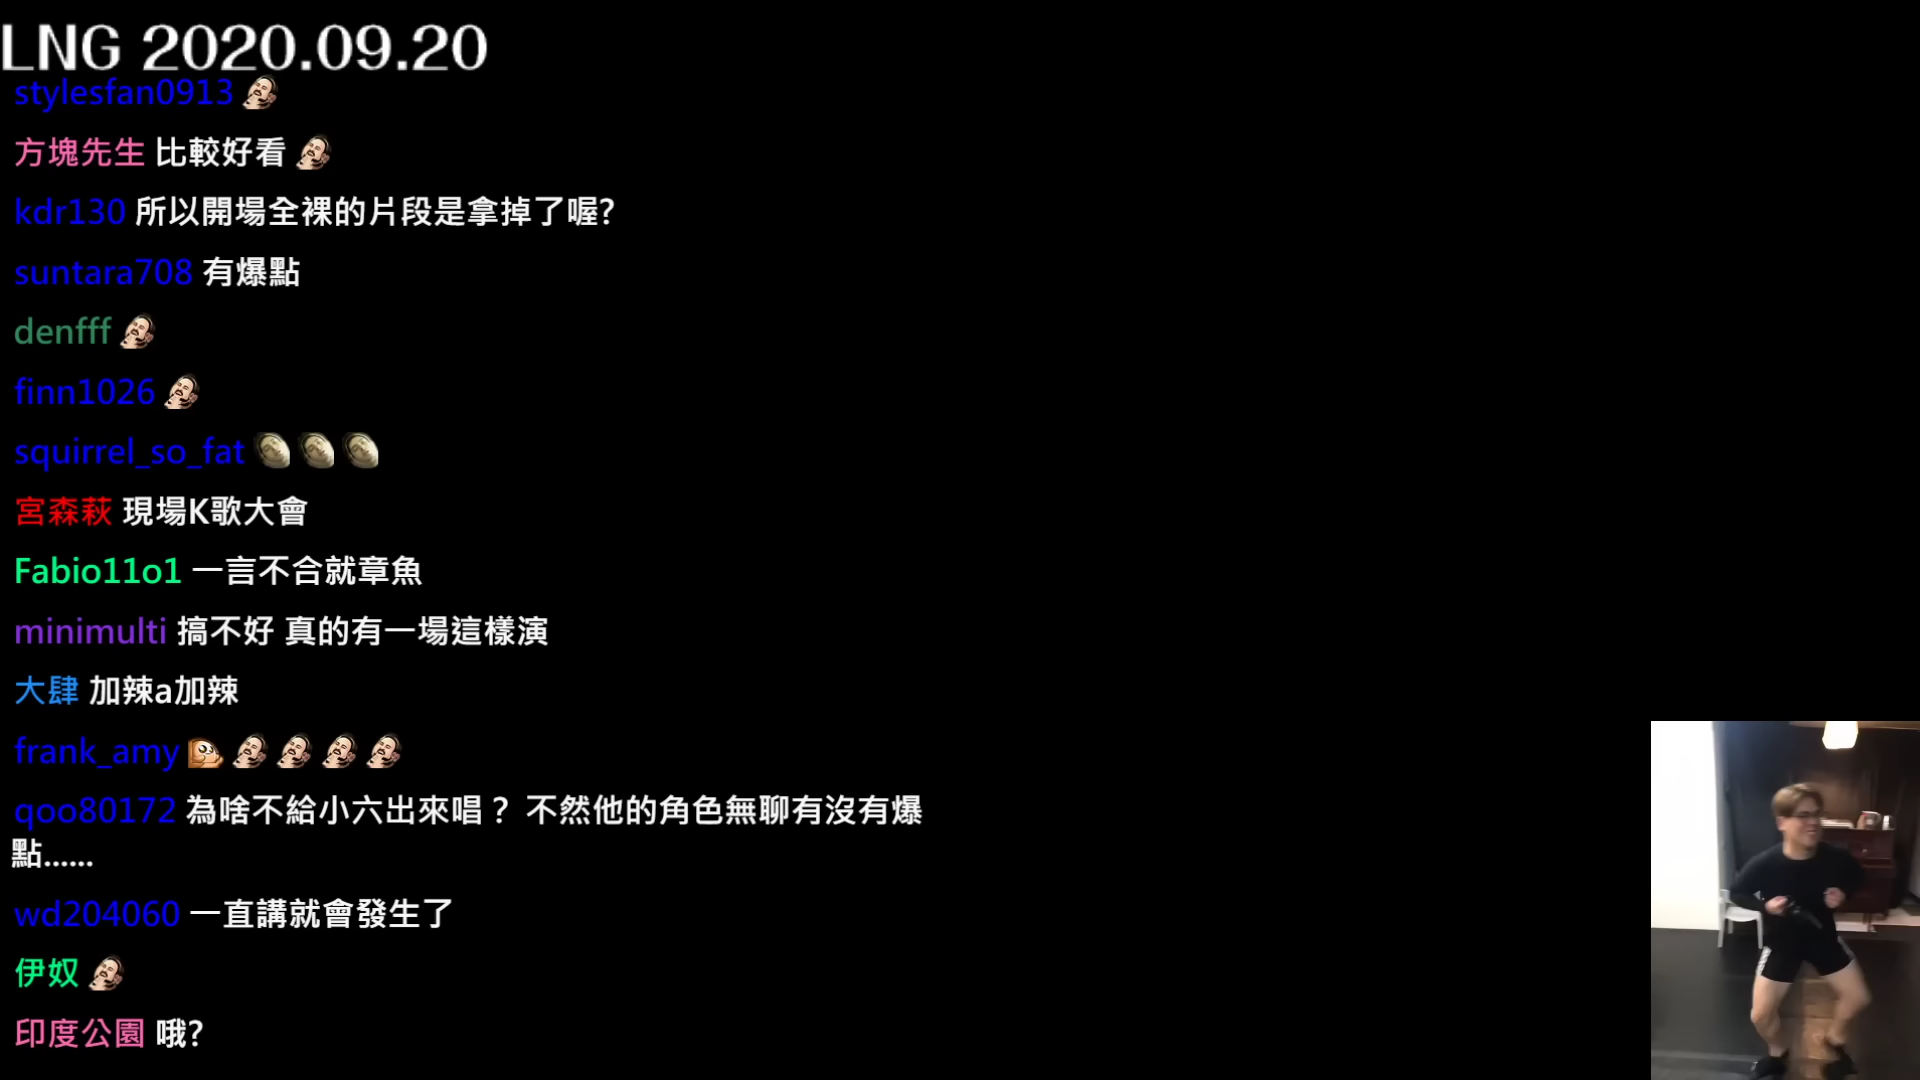 LNG 2020.09.20
stylesfan0913
方塊先生 比較好看
kdr130 所以開場全裸的片段是拿掉了喔?
suntara708 有爆點
denfff
finn1026
squirrel_so_fat
宮森萩 現場K歌大會
Fabio11o1 一言不合就章魚
minimulti 搞不好 真的有一場這樣演
大肆 加辣a加辣
frank_amy
qoo80172 為啥不給小六出來唱？ 不然他的角色無聊有沒有爆
點......
wd204060 一直講就會發生了
伊奴
印度公園 哦?